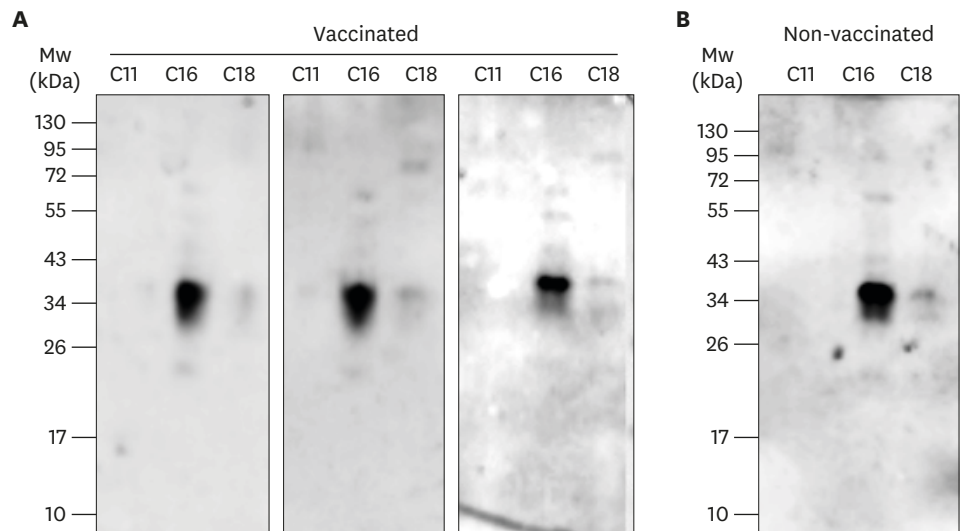 A
Vaccinated
Mw
(kDa)
C11 C16 C18 C11 C16 C18 C11 C16 C18
130
95
72
55
43
34
26
17
10
B
Non-vaccinated
Mw
(kDa)
C11 C16 C18
130
95
72
55
43
34
26
17
10